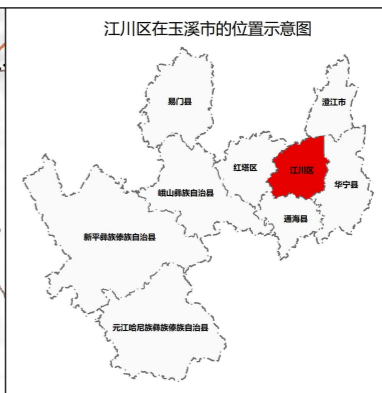 江川区在玉溪市的位置示意图
易门县
澄江市
红塔区
江川区
华宁县
峨山彝族自治县
通海县
新平彝族傣族自治县
元江哈尼族彝族傣族自治县